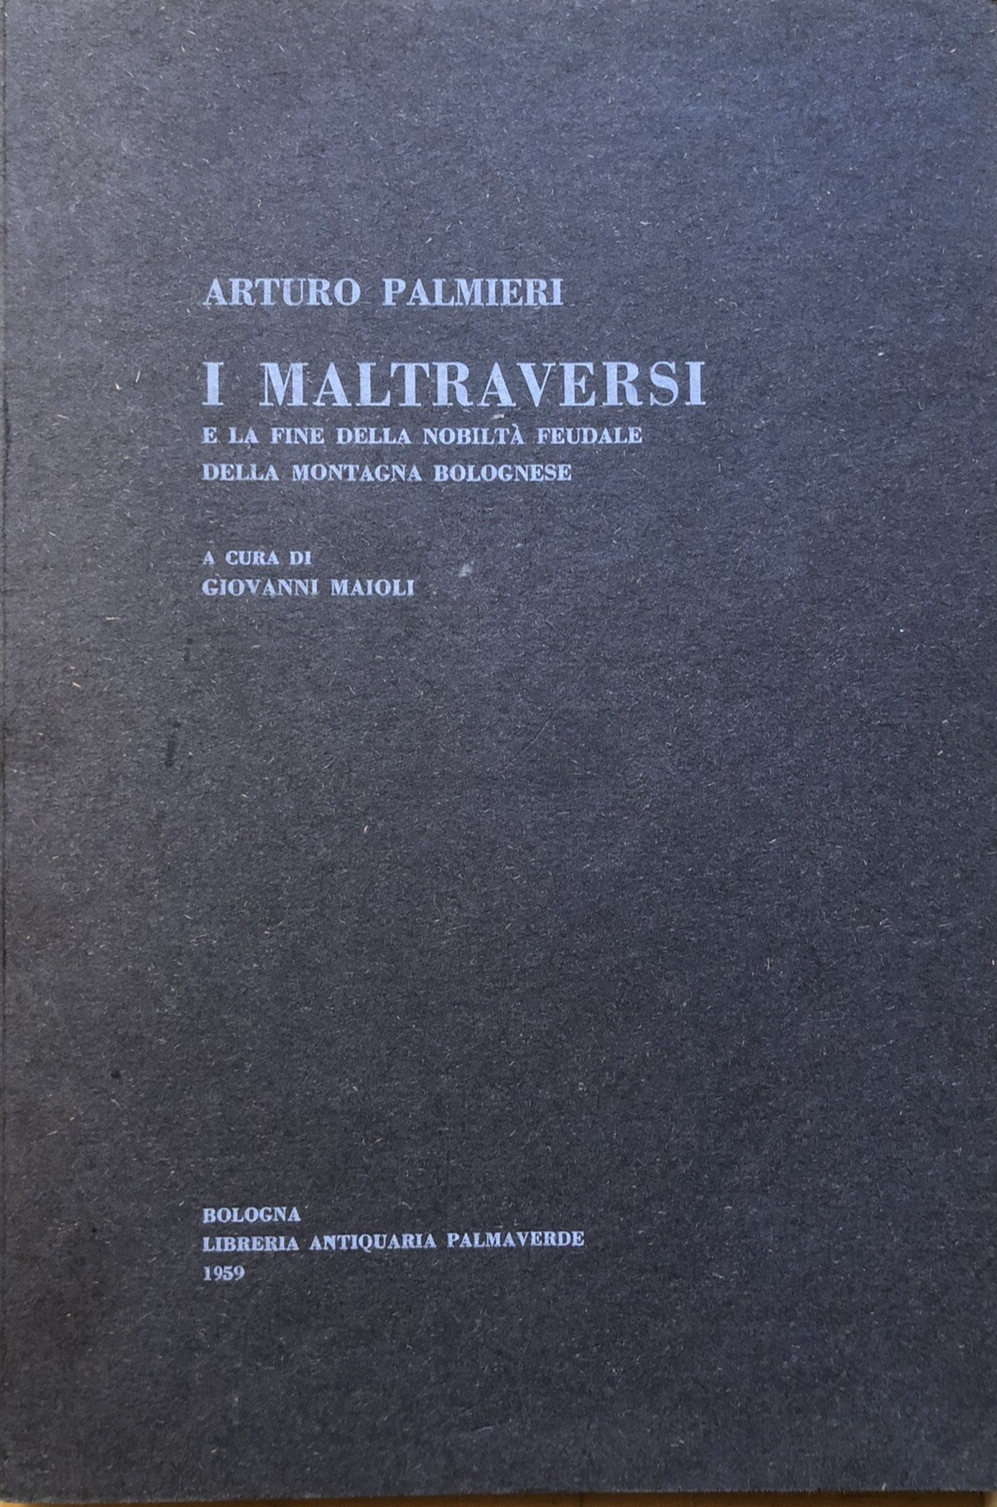 ARTURO PALMIERI
I MALTRAVERSI
E LA FINE DELLA NOBILTÀ FEUDALE
DELLA MONTAGNA BOLOGNESE
A CURA DI
GIOVANNI MAIOLI
BOLOGNA
LIBRERIA ANTIQUARIA PALMAVERDE
1959